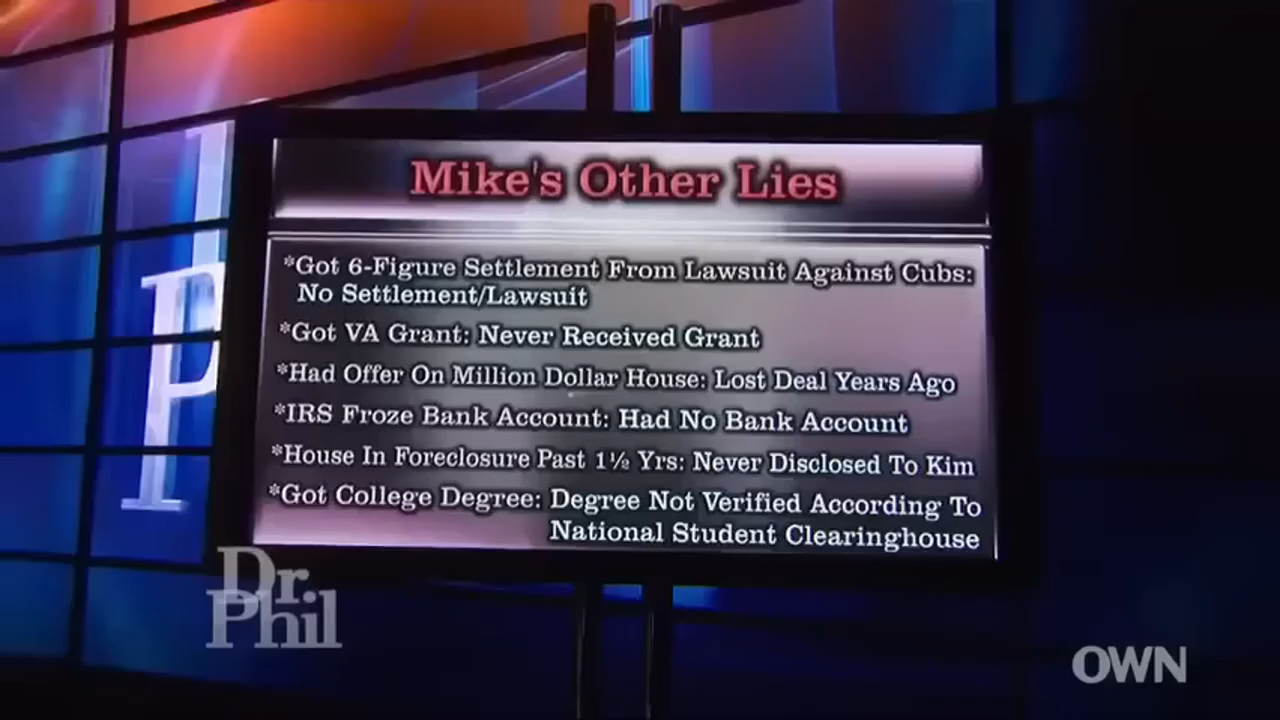 Mike's Other Lies
*Got 6-Figure Settlement From Lawsuit Against Cubs:
No Settlement/Lawsuit
*Got VA Grant: Never Received Grant
*Had Offer On Million Dollar House: Lost Deal Years Ago
*IRS Froze Bank Account: Had No Bank Account
*House In Foreclosure Past 1½ Yrs: Never Disclosed To Kim
*Got College Degree: Degree Not Verified According To
National Student Clearinghouse
P
Dr.
Phil
OWN